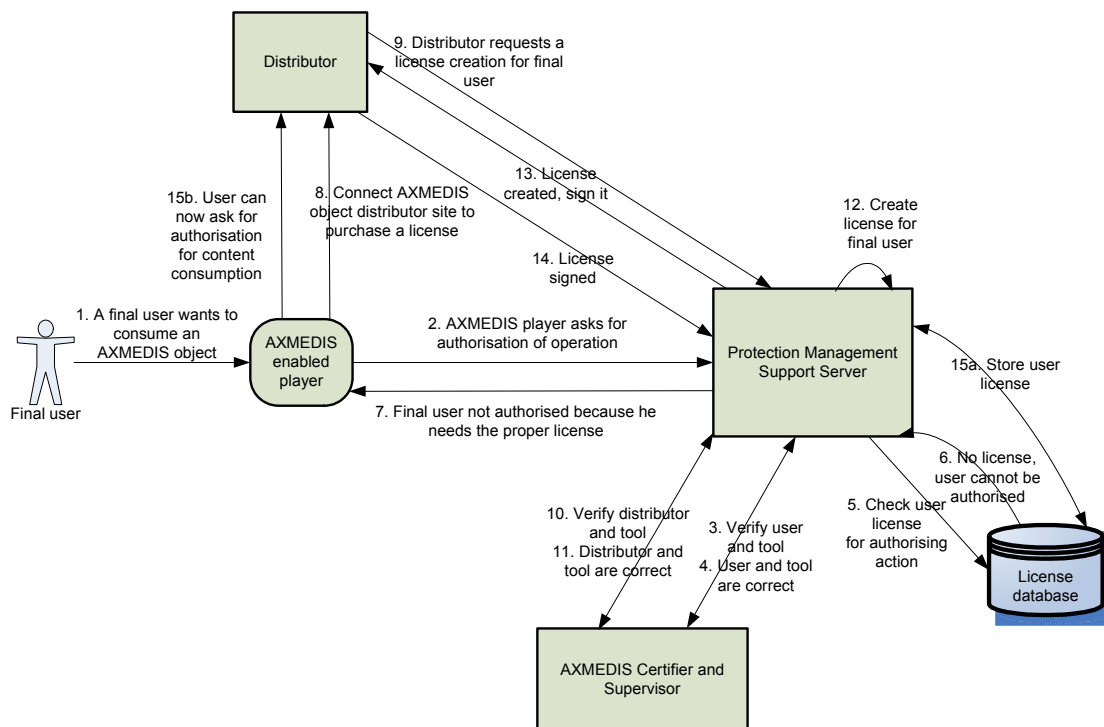 Distributor
9. Distributor requests a
license creation for final
user
13. License
created, sign it
15b. User can
now ask for
authorisation
for content
consumption
8. Connect AXMEDIS
object distributor site to
purchase a license
12. Create
license for
final user
14. License
signed
1. A final user wants to
consume an
AXMEDIS object
Final user
AXMEDIS
enabled
player
2. AXMEDIS player asks for
authorisation of operation
Protection Management
Support Server
15a. Store user
license
7. Final user not authorised because he
needs the proper license
6. No license,
user cannot be
authorised
5. Check user
license
for authorising
action
10. Verify distributor
and tool
11. Distributor and
tool are correct
3. Verify user
and tool
4. User and tool
are correct
License
database
AXMEDIS Certifier and
Supervisor